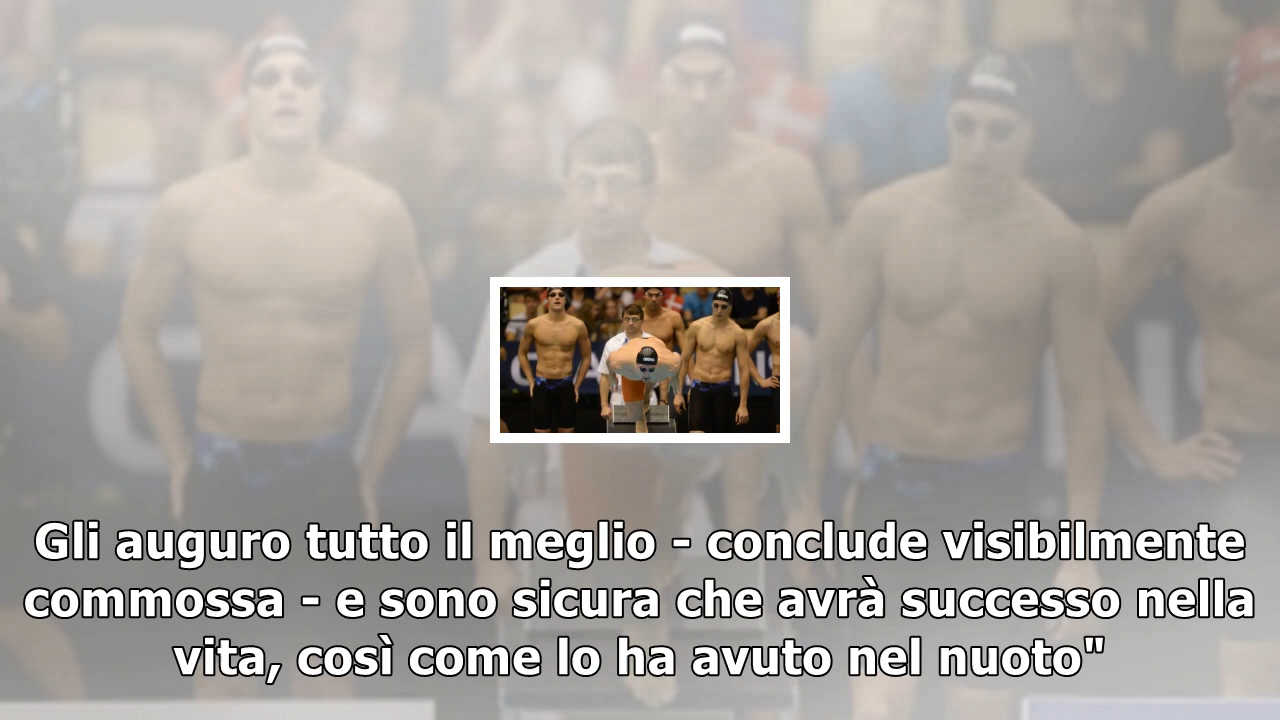 Gli auguro tutto il meglio - conclude visibilmente
commossa - e sono sicura che avrà successo nella
vita, così come lo ha avuto nel nuoto"